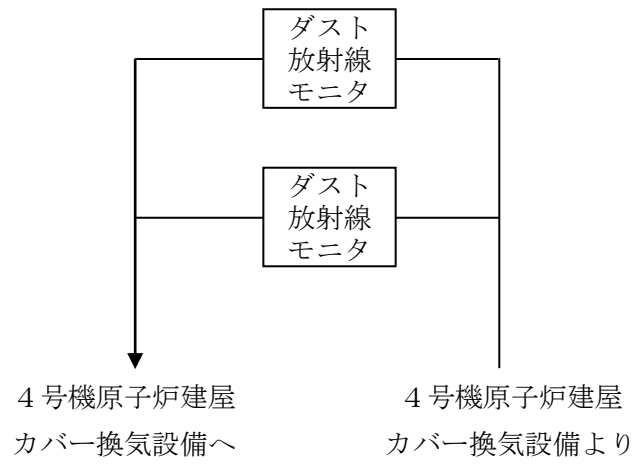 ダスト
放射線
モニタ
ダスト
放射線
モニタ
４号機原子炉建屋
カバー換気設備へ
４号機原子炉建屋
カバー換気設備より